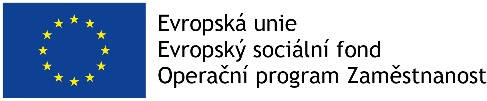 Evropská unie
Evropský sociální fond
Operační program Zaměstnanost